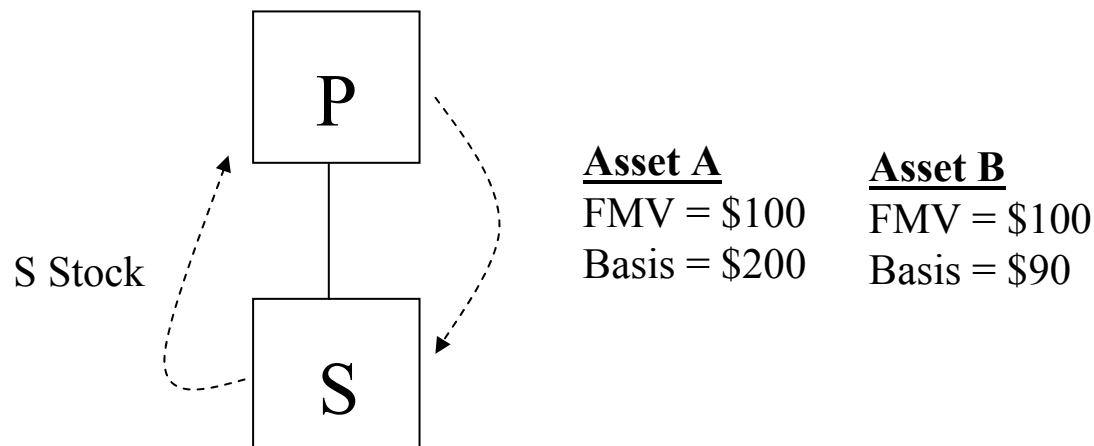 P
Asset A
FMV = $100
Basis = $200
Asset B
FMV = $100
Basis = $90
S Stock
S